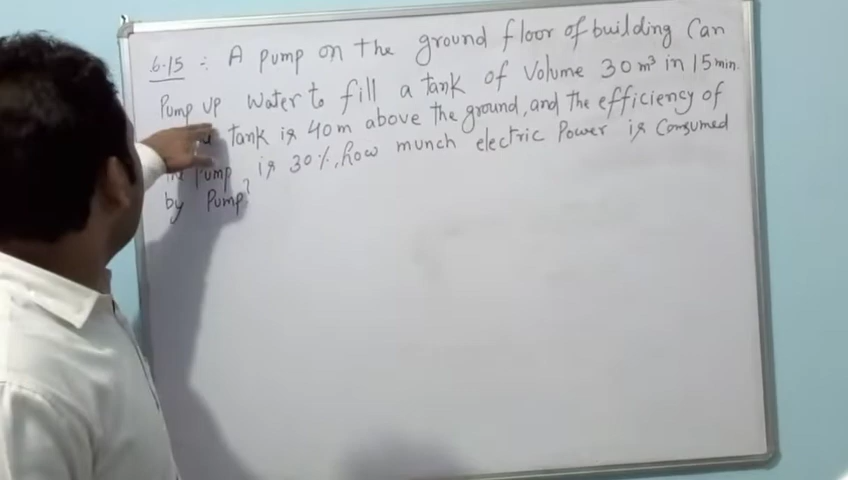 6.15 :- A pump on the ground floor of building Can
Pump up water to fill a tank of Volume 30 m³ in 15 min.
tank is 40 m above the ground, and the efficiency of
the Pump is 30%, how munch electric Power is Consumed
by Pump?